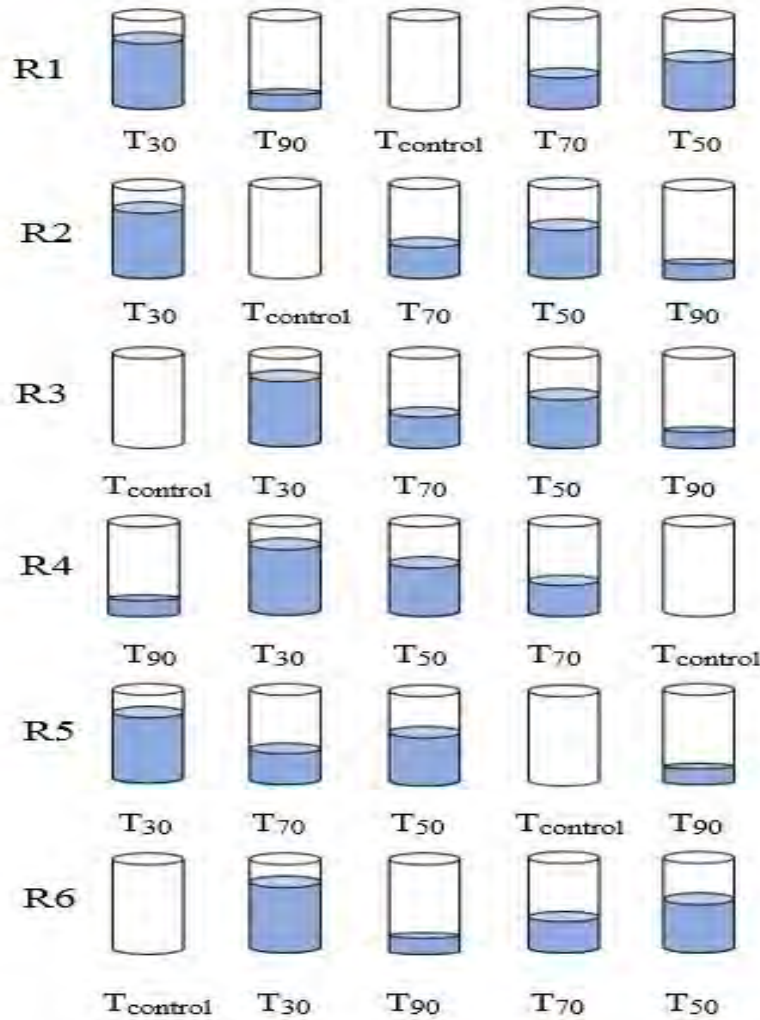 R1
T30 T90 Tcontrol T70 T50
R2
T30 Tcontrol T70 T50 T90
R3
Tcontrol T30 T70 T50 T90
R4
T90 T30 T50 T70 Tcontrol
R5
T30 T70 T50 Tcontrol T90
R6
Tcontrol T30 T90 T70 T50